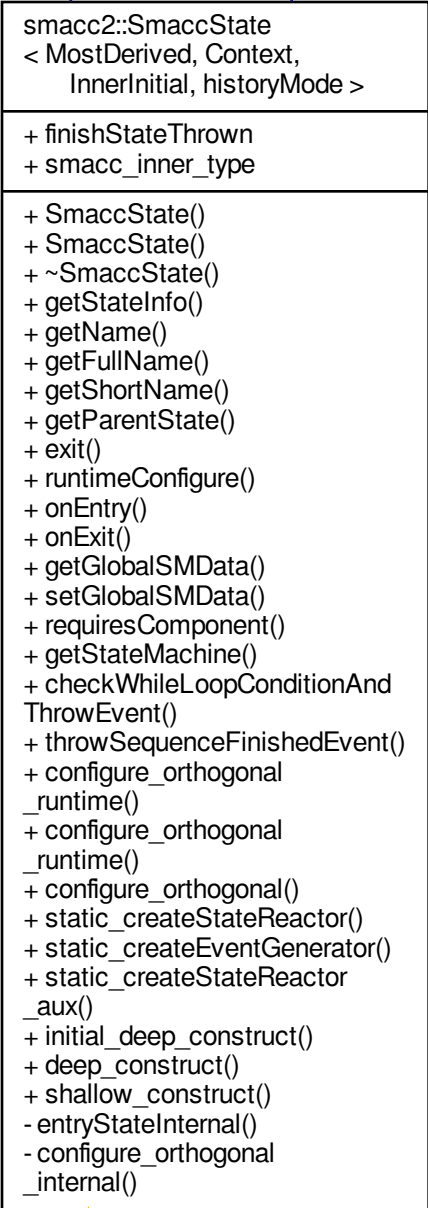 smacc2::SmaccState
< MostDerived, Context,
InnerInitial, historyMode >
+ finishStateThrown
+ smacc_inner_type
+ SmaccState()
+ SmaccState()
+ ~SmaccState()
+ getStateInfo()
+ getName()
+ getFullName()
+ getShortName()
+ getParentState()
+ exit()
+ runtimeConfigure()
+ onEntry()
+ onExit()
+ getGlobalSMData()
+ setGlobalSMData()
+ requiresComponent()
+ getStateMachine()
+ checkWhileLoopConditionAnd
ThrowEvent()
+ throwSequenceFinishedEvent()
+ configure_orthogonal
_runtime()
+ configure_orthogonal
_runtime()
+ configure_orthogonal()
+ static_createStateReactor()
+ static_createEventGenerator()
+ static_createStateReactor
_aux()
+ initial_deep_construct()
+ deep_construct()
+ shallow_construct()
- entryStateInternal()
- configure_orthogonal
_internal()